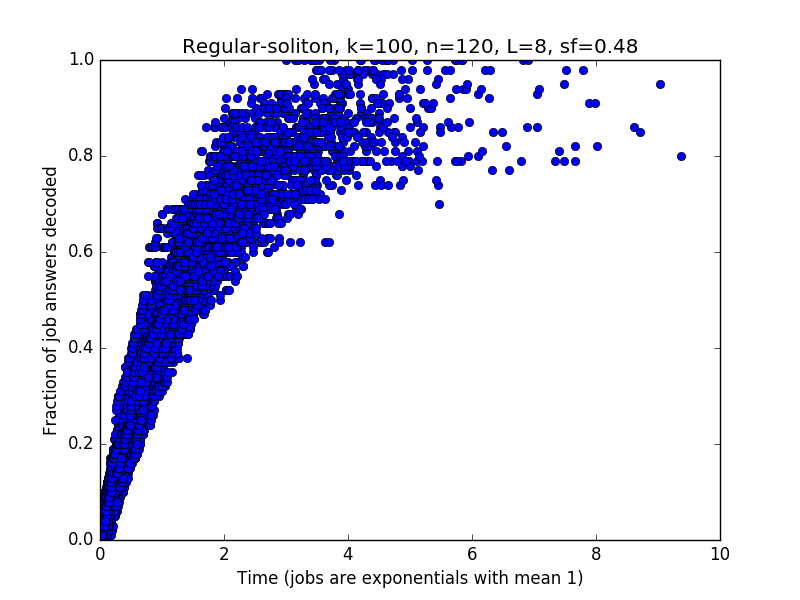 Regular-soliton, k=100, n=120, L=8, sf=0.48
1.0
0.8
0.6
0.4
0.2
0.0
Fraction of job answers decoded
0 2 4 6 8 10
Time (jobs are exponentials with mean 1)